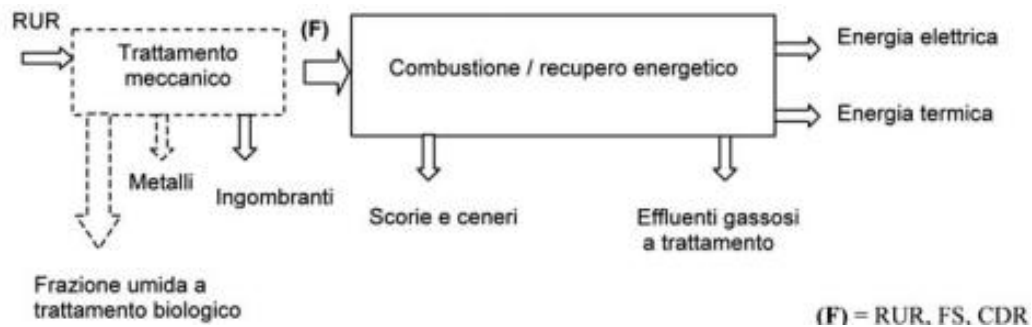 RUR
Trattamento
meccanico
(F)
Combustione / recupero energetico
Energia elettrica
Energia termica
Metalli
Ingombranti
Scorie e ceneri
Effluenti gassosi
a trattamento
Frazione umida a
trattamento biologico
(F) = RUR, FS, CDR